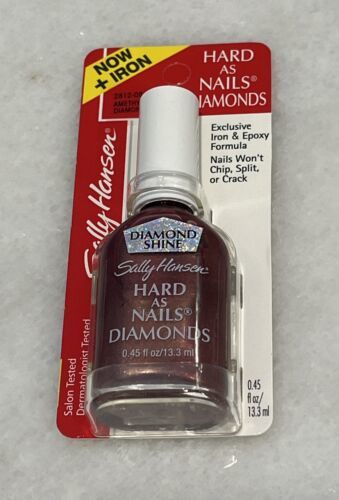 NOW
+ IRON
HARD
AS
NAILS®
DIAMONDS
AMETHY
DIAMON
Exclusive
Iron & Epoxy
Formula
Nails Won't
Chip, Split,
or Crack
Sally Hansen®
Salon Tested
Dermatologist Tested
DIAMOND
SHINE
Sally Hansen®
HARD
AS
NAILS®
DIAMONDS
0.45 fl oz/13.3 ml
0.45
fl oz/
13.3 ml